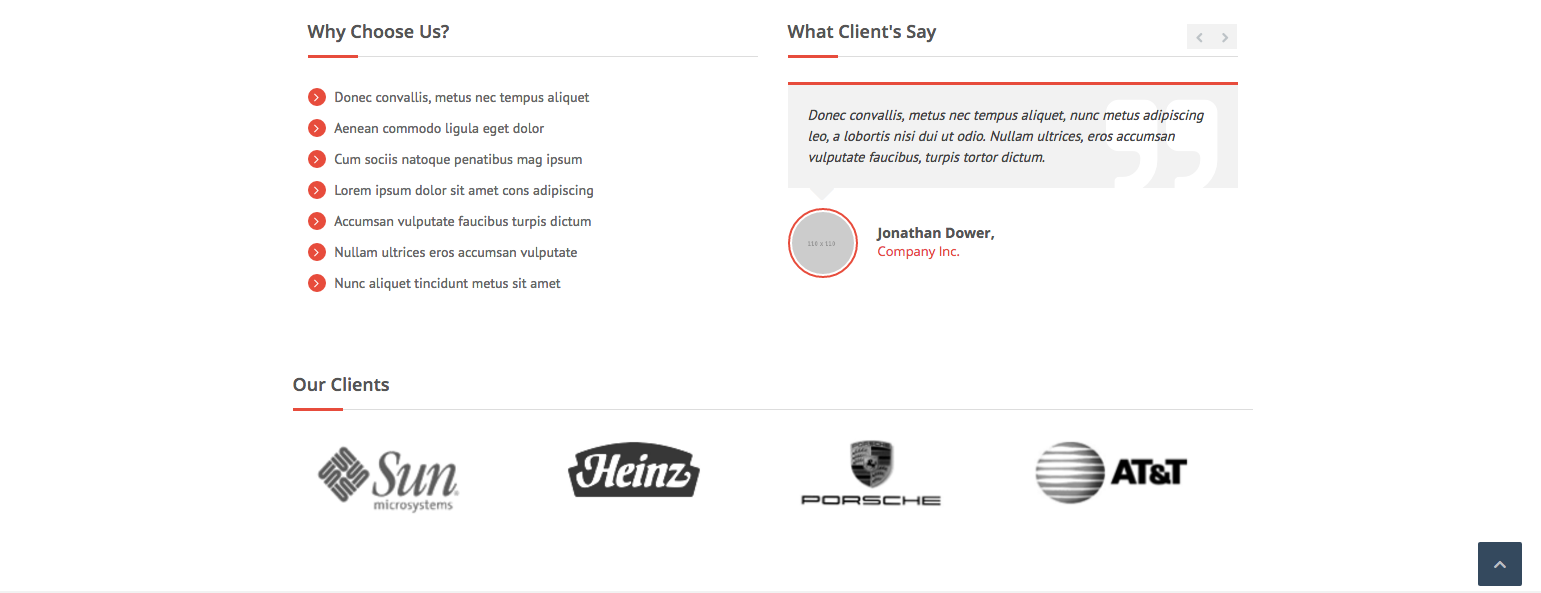 Why Choose Us?
Donec convallis, metus nec tempus aliquet
Aenean commodo ligula eget dolor
Cum sociis natoque penatibus mag ipsum
Lorem ipsum dolor sit amet cons adipiscing
Accumsan vulputate faucibus turpis dictum
Nullam ultrices eros accumsan vulputate
Nunc aliquet tincidunt metus sit amet
What Client's Say
Donec convallis, metus nec tempus aliquet, nunc metus adipiscing
leo, a lobortis nisi dui ut odio. Nullam ultrices, eros accumsan
vulputate faucibus, turpis tortor dictum.
110 x 110
Jonathan Dower,
Company Inc.
Our Clients
Sun
microsystems
Heinz
PORSCHE
PORSCHE
AT&T